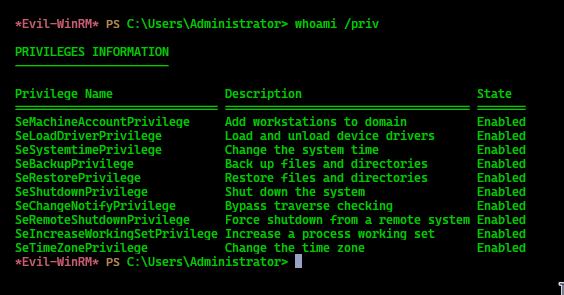 *Evil-WinRM* PS C:\Users\Administrator> whoami /priv
PRIVILEGES INFORMATION
Privilege Name Description State
SeMachineAccountPrivilege Add workstations to domain Enabled
SeLoadDriverPrivilege Load and unload device drivers Enabled
SeSystemtimePrivilege Change the system time Enabled
SeBackupPrivilege Back up files and directories Enabled
SeRestorePrivilege Restore files and directories Enabled
SeShutdownPrivilege Shut down the system Enabled
SeChangeNotifyPrivilege Bypass traverse checking Enabled
SeRemoteShutdownPrivilege Force shutdown from a remote system Enabled
SeIncreaseWorkingSetPrivilege Increase a process working set Enabled
SeTimeZonePrivilege Change the time zone Enabled
*Evil-WinRM* PS C:\Users\Administrator>